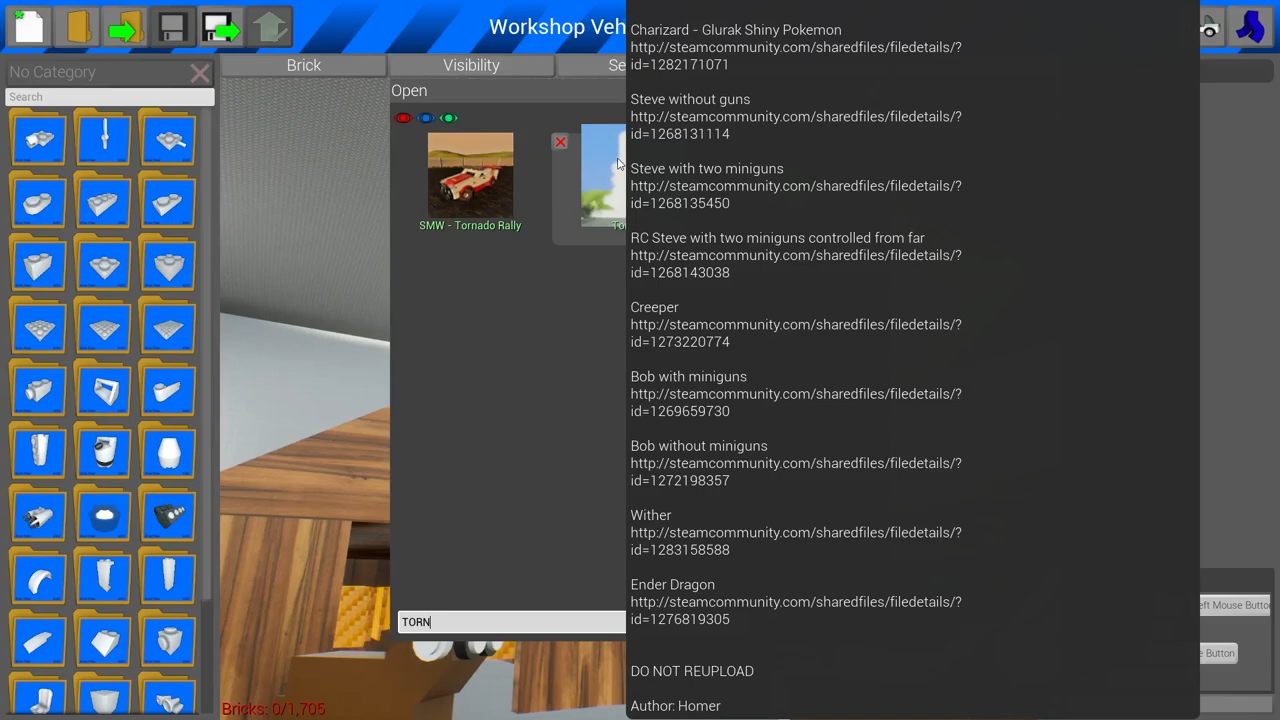 Workshop Veh
No Category
Search
Brick
Visibility
Se
Open
SMW - Tornado Rally
To
TORN
Bricks: 0/1,705
Charizard - Glurak Shiny Pokemon
http://steamcommunity.com/sharedfiles/filedetails/?
id=1282171071
Steve without guns
http://steamcommunity.com/sharedfiles/filedetails/?
id=1268131114
Steve with two miniguns
http://steamcommunity.com/sharedfiles/filedetails/?
id=1268135450
RC Steve with two miniguns controlled from far
http://steamcommunity.com/sharedfiles/filedetails/?
id=1268143038
Creeper
http://steamcommunity.com/sharedfiles/filedetails/?
id=1273220774
Bob with miniguns
http://steamcommunity.com/sharedfiles/filedetails/?
id=1269659730
Bob without miniguns
http://steamcommunity.com/sharedfiles/filedetails/?
id=1272198357
Wither
http://steamcommunity.com/sharedfiles/filedetails/?
id=1283158588
Ender Dragon
http://steamcommunity.com/sharedfiles/filedetails/?
id=1276819305
DO NOT REUPLOAD
Author: Homer
eft Mouse Butto
e Button